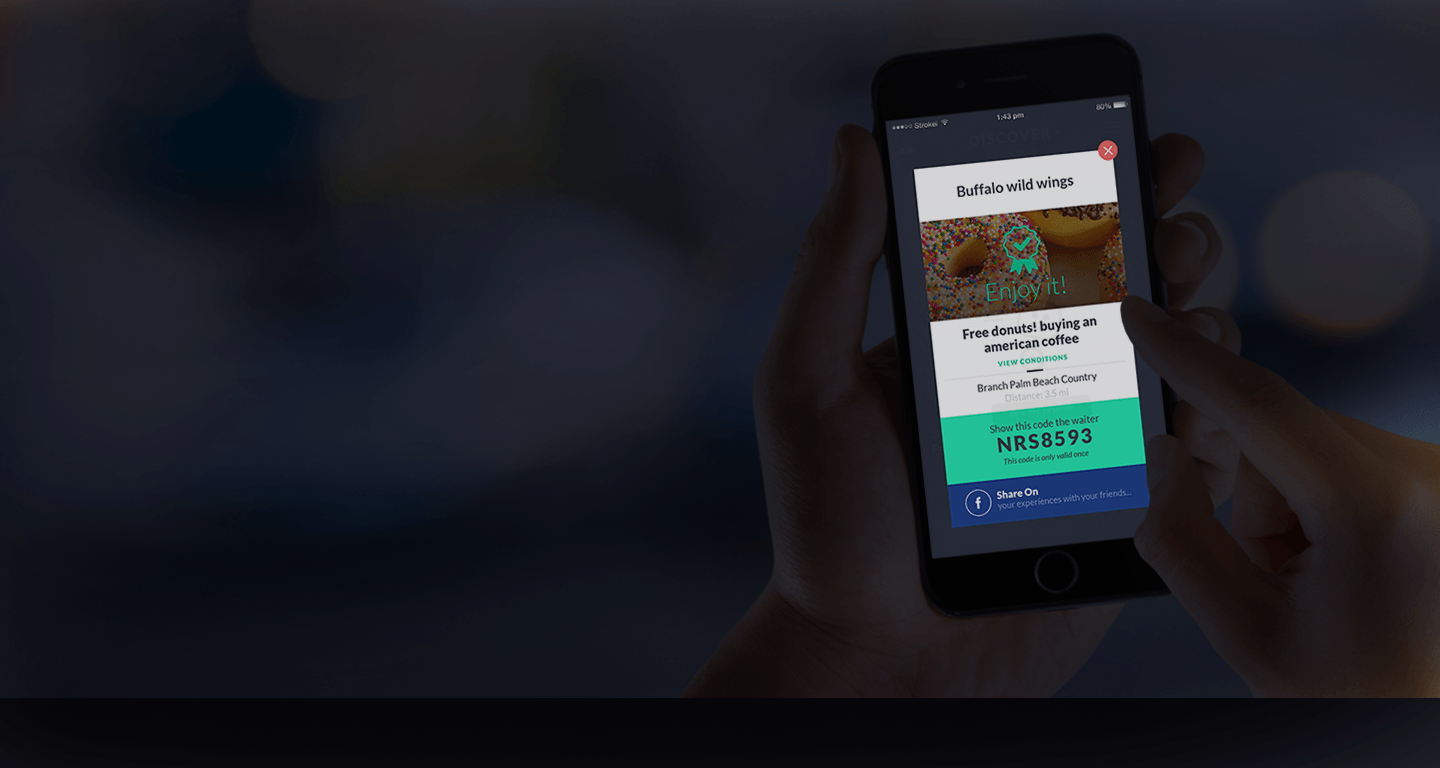 Strokei 1:43 pm 80%
DISCOVER
Buffalo wild wings
Enjoy it!
Free donuts! buying an
american coffee
VIEW CONDITIONS
Branch Palm Beach Country
Distance: 3.5 mi
Show this code the waiter
NRS8593
This code is only valid once
f Share On
your experiences with your friends...